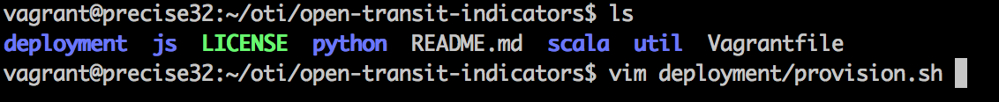 vagrant@precise32:~/oti/open-transit-indicators$ ls
deployment  js  LICENSE  python  README.md  scala  util  Vagrantfile
vagrant@precise32:~/oti/open-transit-indicators$ vim deployment/provision.sh